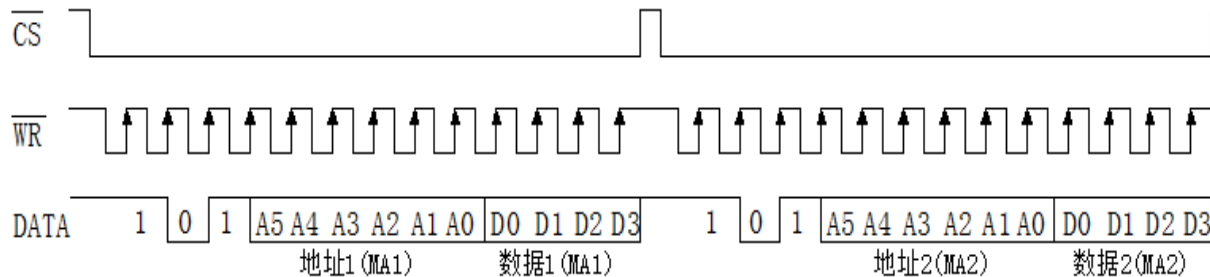 CS
WR
DATA 1 0 1 A5 A4 A3 A2 A1 A0 D0 D1 D2 D3 1 0 1 A5 A4 A3 A2 A1 A0 D0 D1 D2 D3
地址1(MA1) 数据1(MA1) 地址2(MA2) 数据2(MA2)